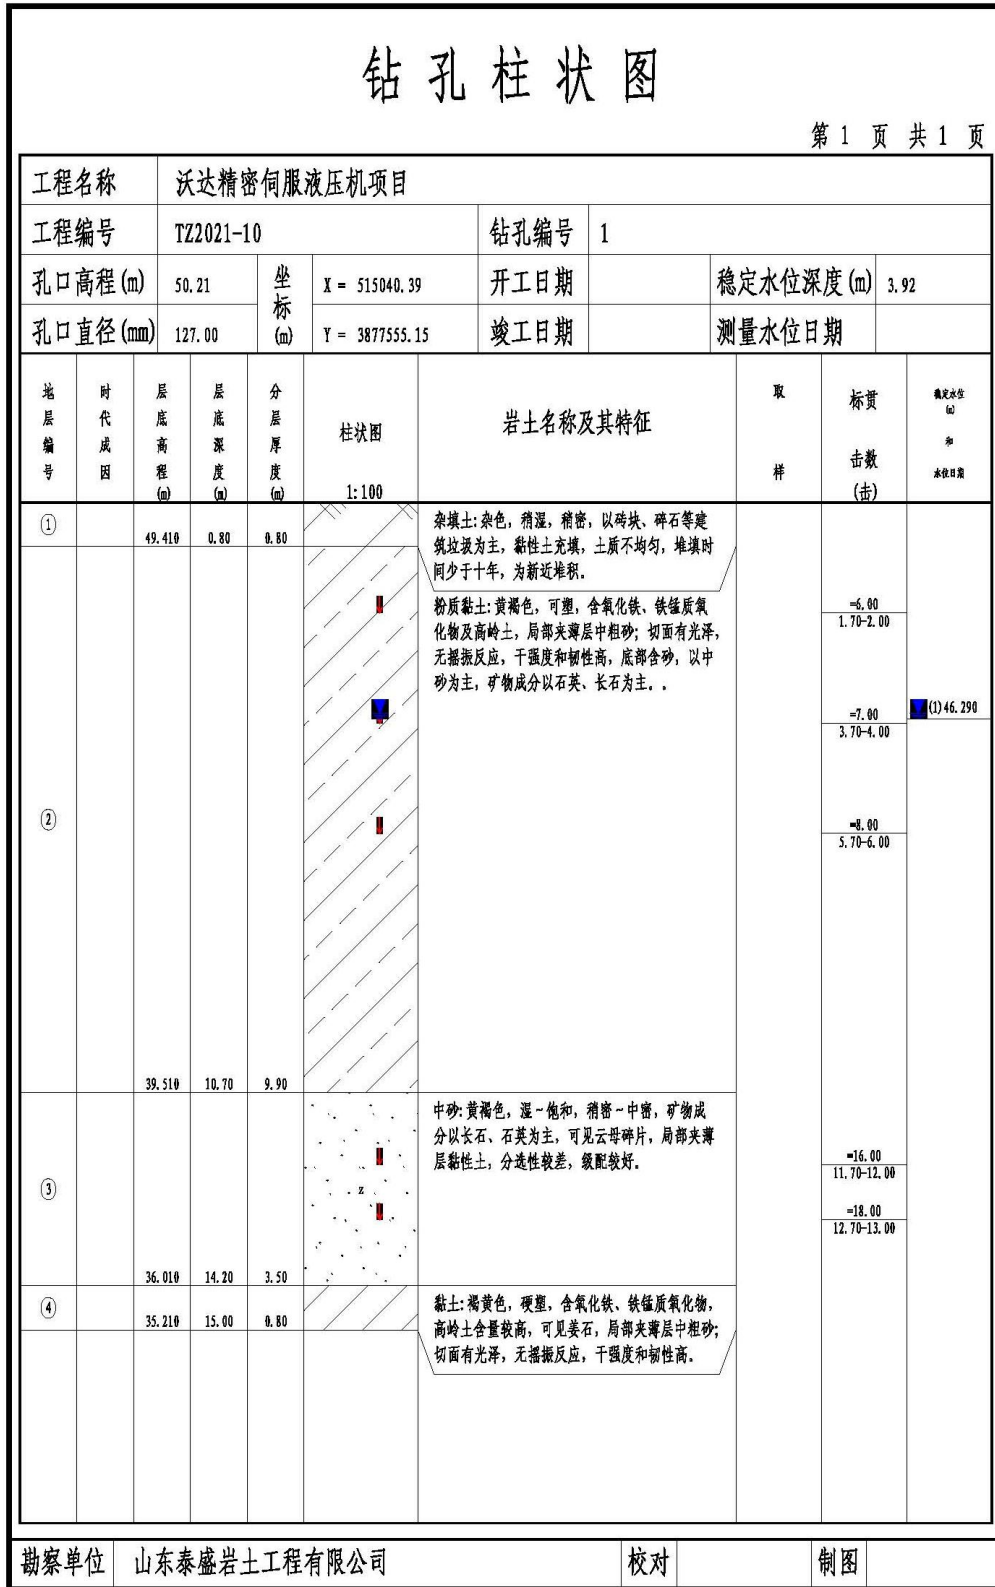 钻孔柱状图
第 1 页 共 1 页
工程名称 沃达精密伺服液压机项目
工程编号 TZ2021-10 钻孔编号 1
孔口高程(m) 50.21 坐标(m) X = 515040.39 开工日期 稳定水位深度(m) 3.92
孔口直径(mm) 127.00 Y = 3877555.15 竣工日期 测量水位日期
地层编号 时代成因 层底高程(m) 层底深度(m) 分层厚度(m) 柱状图 1:100 岩土名称及其特征 取样 标贯击数(击) 稳定水位(m)和水位日期
① 49.410 0.80 0.80
杂填土:杂色，稍湿，稍密，以砖块、碎石等建
筑垃圾为主，黏性土充填，土质不均匀，堆填时
间少于十年，为新近堆积。
粉质黏土:黄褐色，可塑，含氧化铁、铁锰质氧
化物及高岭土，局部夹薄层中粗砂；切面有光泽，
无摇振反应，干强度和韧性高，底部含砂，以中
砂为主，矿物成分以石英、长石为主。.
=6.00
1.70-2.00
=7.00
3.70-4.00
(1)46.290
=8.00
5.70-6.00
② 39.510 10.70 9.90
中砂:黄褐色，湿~饱和，稍密~中密，矿物成
分以长石、石英为主，可见云母碎片，局部夹薄
层黏性土，分选性较差，级配较好。
z
=16.00
11.70-12.00
=18.00
12.70-13.00
③ 36.010 14.20 3.50
④ 35.210 15.00 0.80
黏土:褐黄色，硬塑，含氧化铁、铁锰质氧化物，
高岭土含量较高，可见姜石，局部夹薄层中粗砂；
切面有光泽，无摇振反应，干强度和韧性高。
勘察单位 山东泰盛岩土工程有限公司 校对 制图